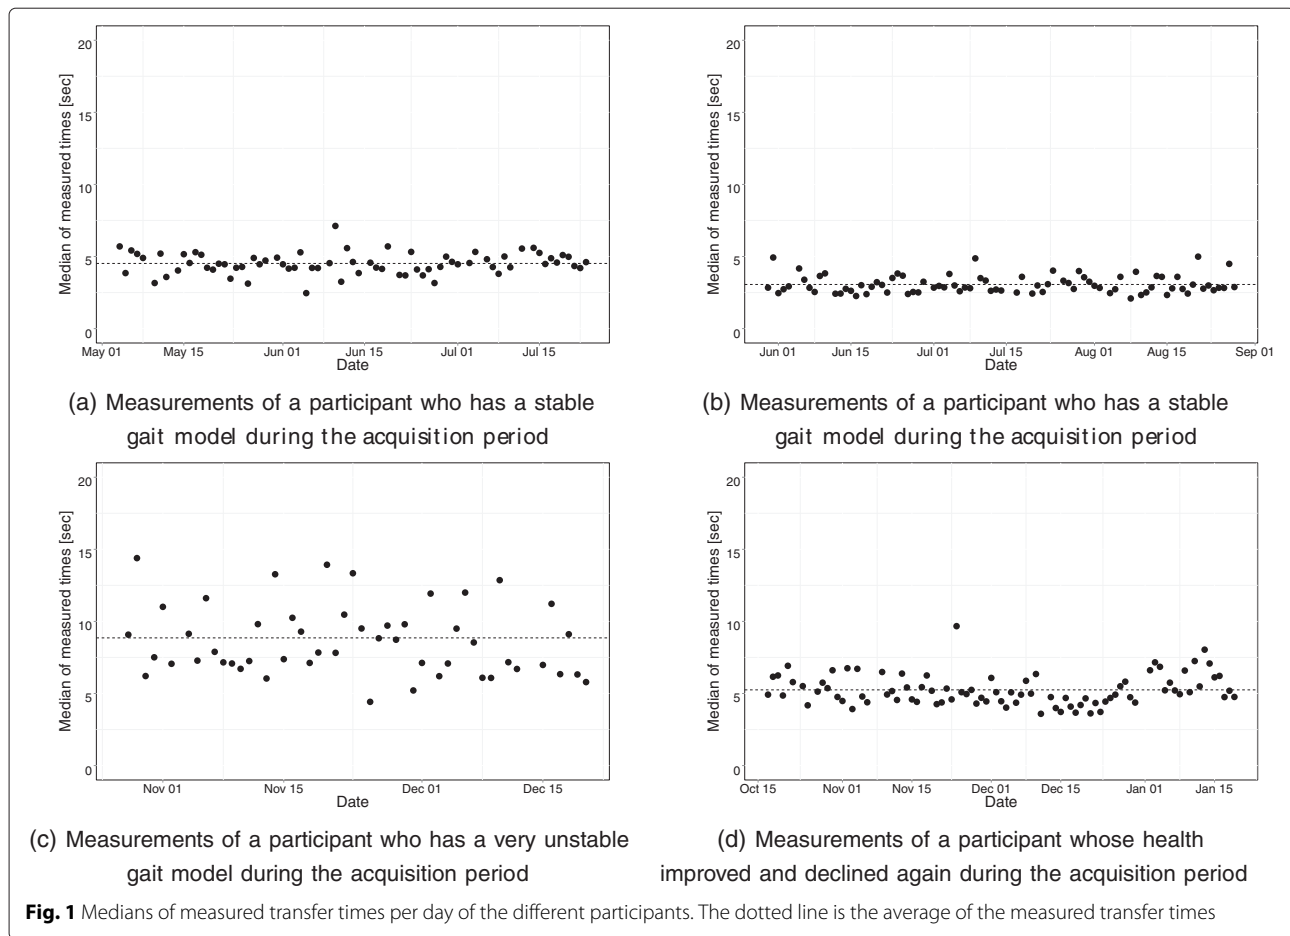 20
15
10
5
0
Median of measured times [sec]
May 01
May 15
Jun 01
Jun 15
Jul 01
Jul 15
Date
(a) Measurements of a participant who has a stable
gait model during the acquisition period
20
15
10
5
0
Median of measured times [sec]
Jun 01
Jun 15
Jul 01
Jul 15
Aug 01
Aug 15
Sep 01
Date
(b) Measurements of a participant who has a stable
gait model during the acquisition period
20
15
10
5
0
Median of measured times [sec]
Nov 01
Nov 15
Dec 01
Dec 15
Date
(c) Measurements of a participant who has a very unstable
gait model during the acquisition period
20
15
10
5
0
Median of measured times [sec]
Oct 15
Nov 01
Nov 15
Dec 01
Dec 15
Jan 01
Jan 15
Date
(d) Measurements of a participant whose health
improved and declined again during the acquisition period
Fig. 1 Medians of measured transfer times per day of the different participants. The dotted line is the average of the measured transfer times